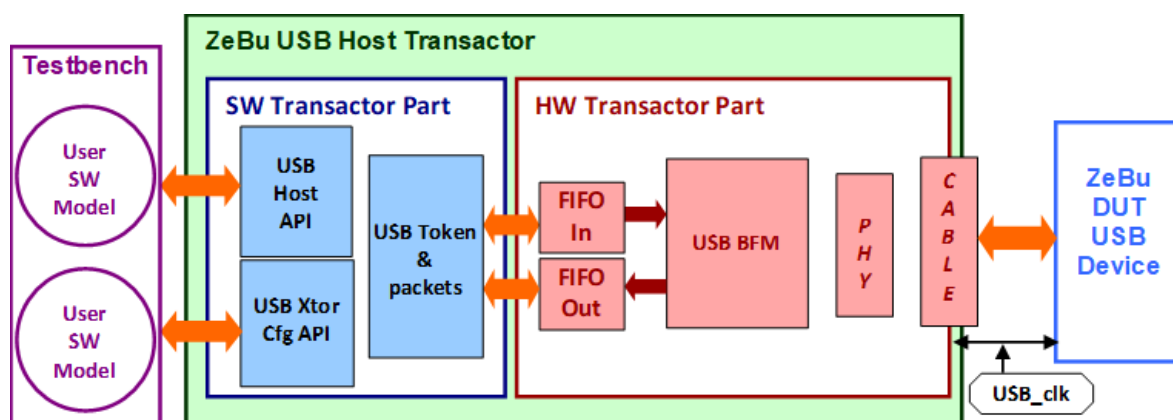 ZeBu USB Host Transactor
Testbench
User
SW
Model
User
SW
Model
SW Transactor Part
USB
Host
API
USB Xtor
Cfg API
USB Token
&
packets
HW Transactor Part
FIFO
In
FIFO
Out
USB BFM
P
H
Y
C
A
B
L
E
ZeBu
DUT
USB
Device
USB_clk